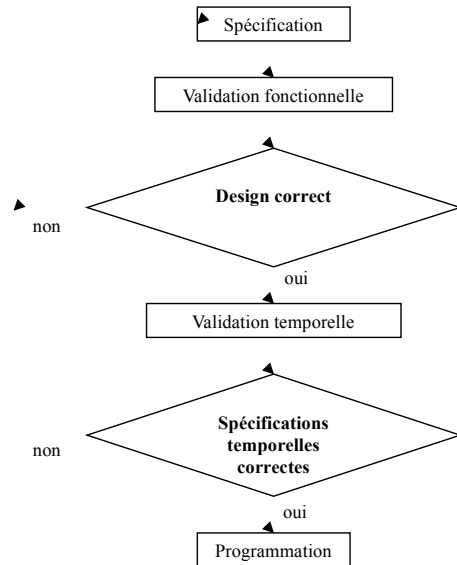 Spécification
Validation fonctionnelle
Design correct
non
oui
Validation temporelle
Spécifications
temporelles
correctes
non
oui
Programmation